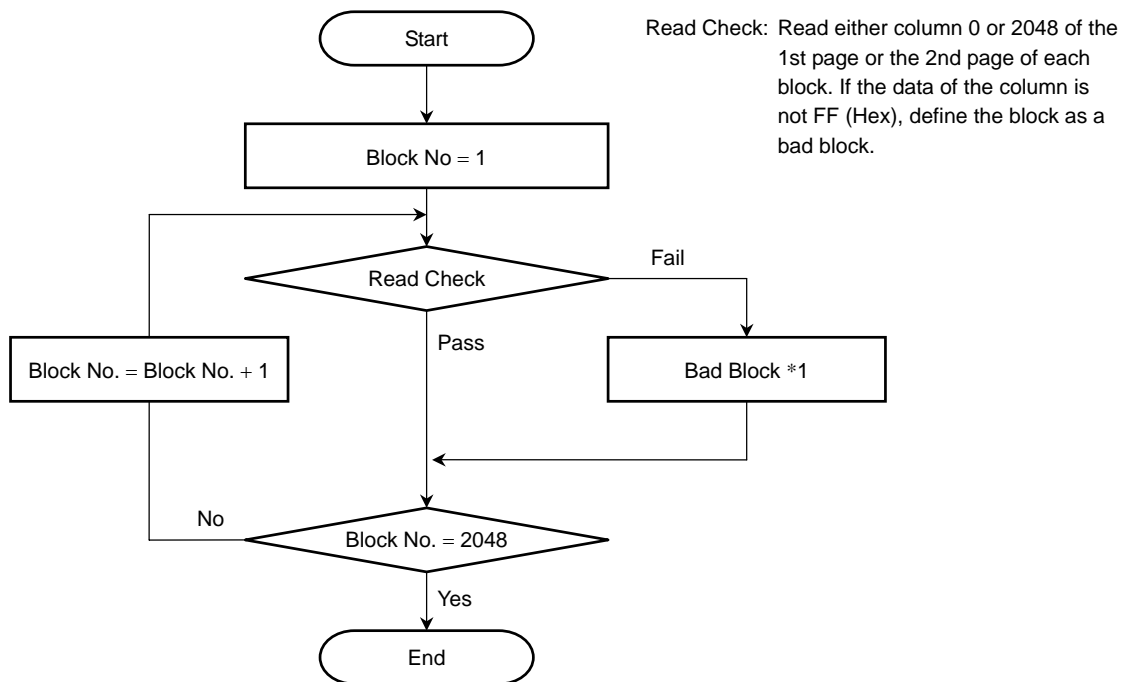 Start
Read Check: Read either column 0 or 2048 of the
1st page or the 2nd page of each
block. If the data of the column is
not FF (Hex), define the block as a
bad block.
Block No = 1
Read Check
Fail
Pass
Block No. = Block No. + 1
Bad Block *1
No
Block No. = 2048
Yes
End